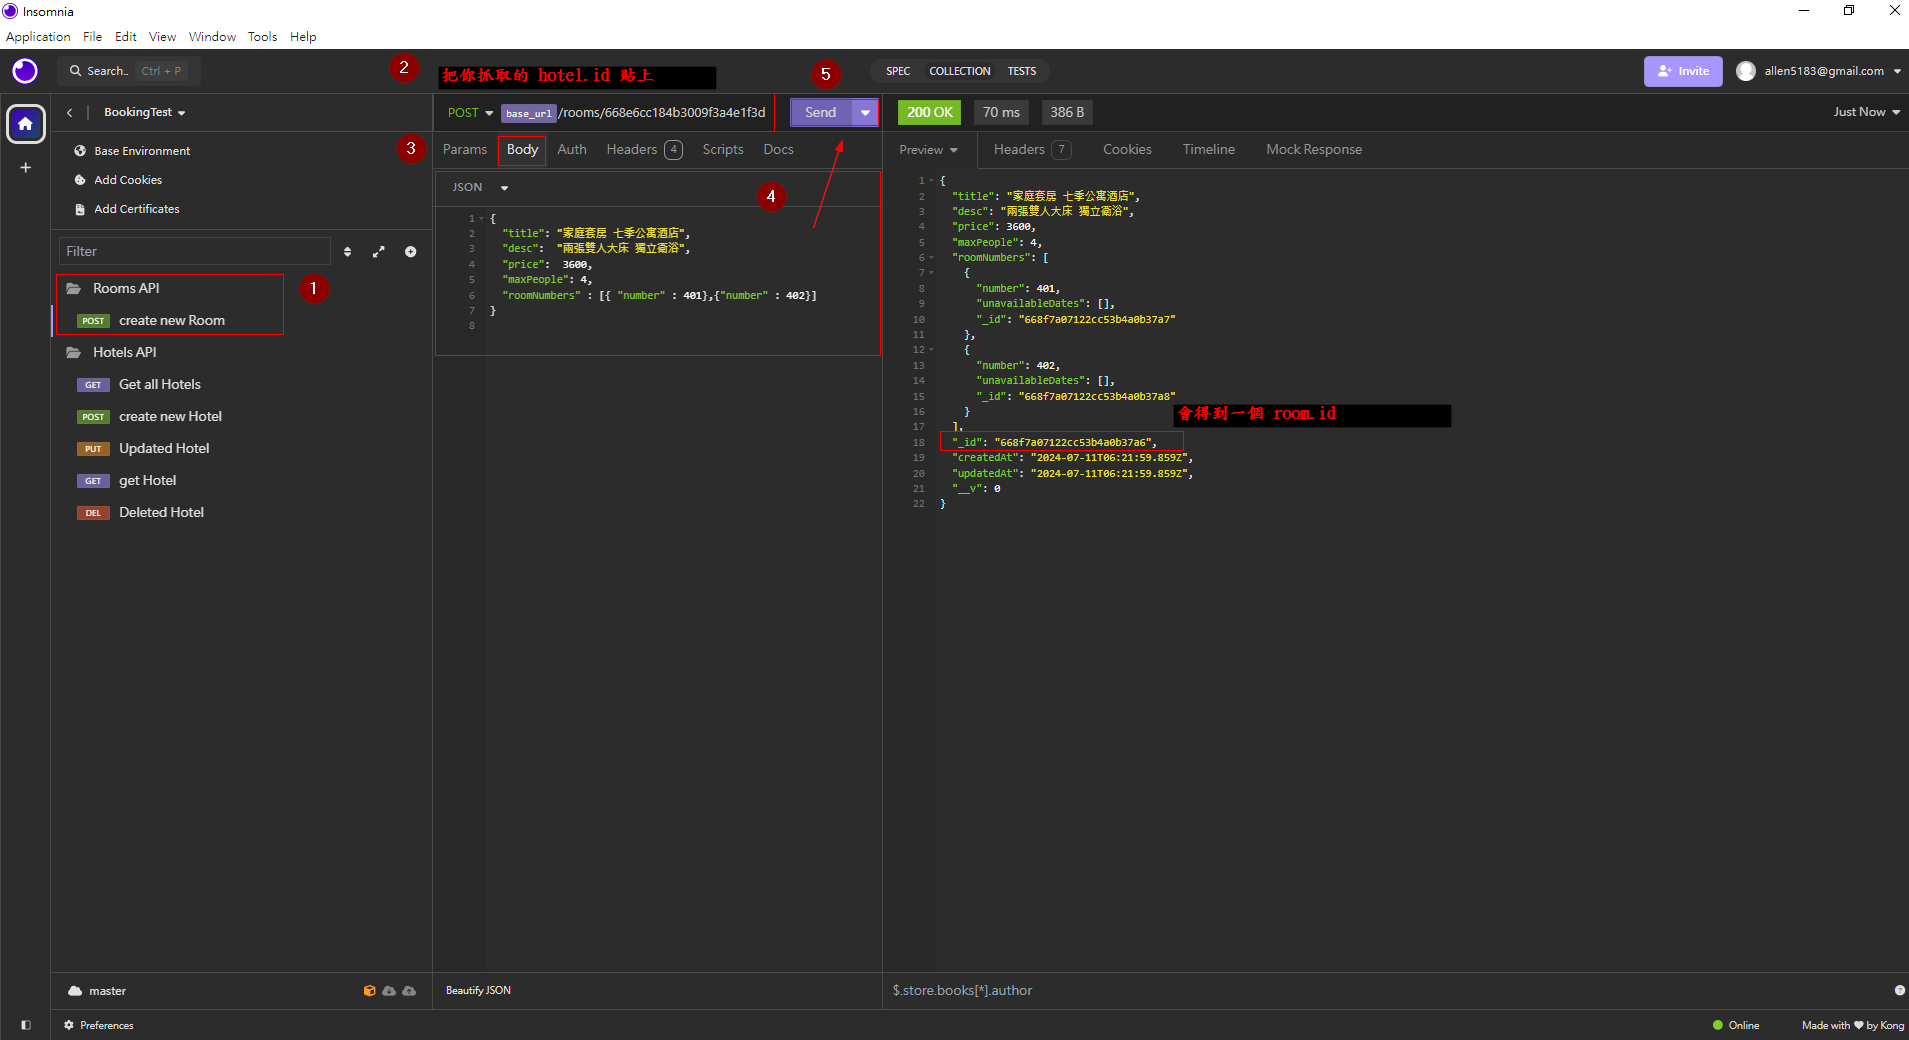 Insomnia
Application File Edit View Window Tools Help
Search.. Ctrl + P
2
把你抓取的 hotel.id 貼上
5
SPEC COLLECTION TESTS
Invite
allen5183@gmail.com
BookingTest
POST base_url /rooms/668e6cc184b3009f3a4e1f3d
Send
200 OK 70 ms 386 B
Just Now
Base Environment
Add Cookies
Add Certificates
3
Params Body Auth Headers 4 Scripts Docs
Preview Headers 7 Cookies Timeline Mock Response
Filter
1
Rooms API
POST create new Room
Hotels API
GET Get all Hotels
POST create new Hotel
PUT Updated Hotel
GET get Hotel
DEL Deleted Hotel
JSON
4
1 {
2 "title": "家庭套房 七季公寓酒店",
3 "desc": "兩張雙人大床 獨立衛浴",
4 "price": 3600,
5 "maxPeople": 4,
6 "roomNumbers" : [{ "number" : 401},{"number" : 402}]
7 }
8
1 {
2 "title": "家庭套房 七季公寓酒店",
3 "desc": "兩張雙人大床 獨立衛浴",
4 "price": 3600,
5 "maxPeople": 4,
6 "roomNumbers": [
7 {
8 "number": 401,
9 "unavailableDates": [],
10 "_id": "668f7a07122cc53b4a0b37a7"
11 },
12 {
13 "number": 402,
14 "unavailableDates": [],
15 "_id": "668f7a07122cc53b4a0b37a8"
16 }
會得到一個 room.id
17 ],
18 "_id": "668f7a07122cc53b4a0b37a6",
19 "createdAt": "2024-07-11T06:21:59.859Z",
20 "updatedAt": "2024-07-11T06:21:59.859Z",
21 "__v": 0
22 }
master
Beautify JSON
$.store.books[*].author
Preferences
Online
Made with ♥ by Kong